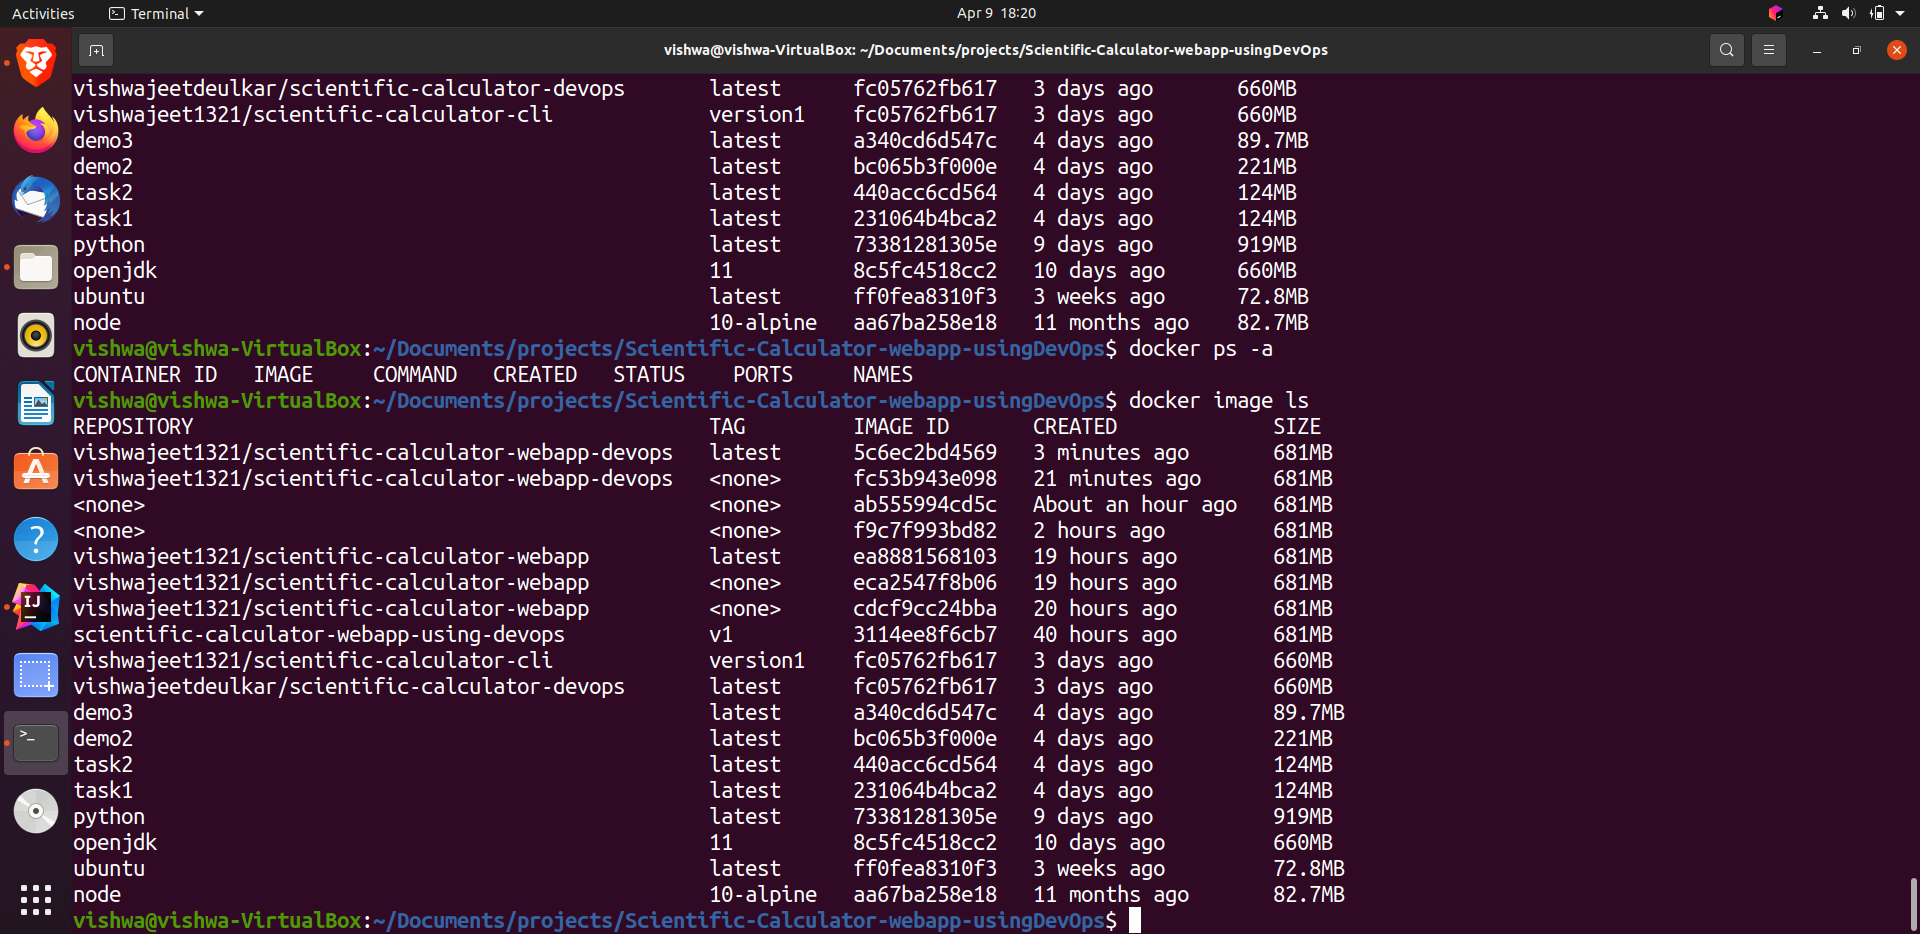 Activities Terminal Apr 9 18:20
vishwa@vishwa-VirtualBox: ~/Documents/projects/Scientific-Calculator-webapp-usingDevOps
vishwajeetdeulkar/scientific-calculator-devops latest fc05762fb617 3 days ago 660MB
vishwajeet1321/scientific-calculator-cli version1 fc05762fb617 3 days ago 660MB
demo3 latest a340cd6d547c 4 days ago 89.7MB
demo2 latest bc065b3f000e 4 days ago 221MB
task2 latest 440acc6cd564 4 days ago 124MB
task1 latest 231064b4bca2 4 days ago 124MB
python latest 73381281305e 9 days ago 919MB
openjdk 11 8c5fc4518cc2 10 days ago 660MB
ubuntu latest ff0fea8310f3 3 weeks ago 72.8MB
node 10-alpine aa67ba258e18 11 months ago 82.7MB
vishwa@vishwa-VirtualBox:~/Documents/projects/Scientific-Calculator-webapp-usingDevOps$ docker ps -a
CONTAINER ID IMAGE COMMAND CREATED STATUS PORTS NAMES
vishwa@vishwa-VirtualBox:~/Documents/projects/Scientific-Calculator-webapp-usingDevOps$ docker image ls
REPOSITORY TAG IMAGE ID CREATED SIZE
vishwajeet1321/scientific-calculator-webapp-devops latest 5c6ec2bd4569 3 minutes ago 681MB
vishwajeet1321/scientific-calculator-webapp-devops <none> fc53b943e098 21 minutes ago 681MB
<none> <none> ab555994cd5c About an hour ago 681MB
<none> <none> f9c7f993bd82 2 hours ago 681MB
vishwajeet1321/scientific-calculator-webapp latest ea8881568103 19 hours ago 681MB
vishwajeet1321/scientific-calculator-webapp <none> eca2547f8b06 19 hours ago 681MB
vishwajeet1321/scientific-calculator-webapp <none> cdcf9cc24bba 20 hours ago 681MB
scientific-calculator-webapp-using-devops v1 3114ee8f6cb7 40 hours ago 681MB
vishwajeet1321/scientific-calculator-cli version1 fc05762fb617 3 days ago 660MB
vishwajeetdeulkar/scientific-calculator-devops latest fc05762fb617 3 days ago 660MB
demo3 latest a340cd6d547c 4 days ago 89.7MB
demo2 latest bc065b3f000e 4 days ago 221MB
task2 latest 440acc6cd564 4 days ago 124MB
task1 latest 231064b4bca2 4 days ago 124MB
python latest 73381281305e 9 days ago 919MB
openjdk 11 8c5fc4518cc2 10 days ago 660MB
ubuntu latest ff0fea8310f3 3 weeks ago 72.8MB
node 10-alpine aa67ba258e18 11 months ago 82.7MB
vishwa@vishwa-VirtualBox:~/Documents/projects/Scientific-Calculator-webapp-usingDevOps$
IJ